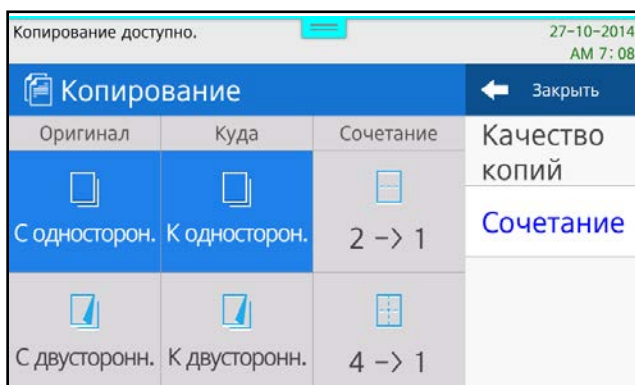 Копирование доступно.
27-10-2014
AM 7:08
Копирование
Закрыть
Оригинал
Куда
Сочетание
Качество
копий
С односторон.
К односторон.
2 -> 1
Сочетание
С двусторонн.
К двусторонн.
4 -> 1